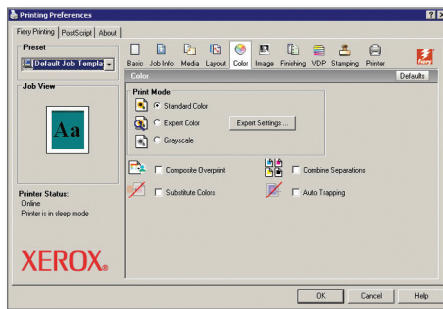 Printing Preferences
Fiery Printing PostScript About
Preset
Default Job Templa
Basic Job Info Media Layout Color Image Finishing VDP Stamping Printer
Color
Defaults
Job View
Aa
Print Mode
Standard Color
Expert Color
Expert Settings...
Grayscale
Composite Overprint
Combine Separations
Substitute Colors
Auto Trapping
Printer Status:
Online
Printer is in sleep mode
XEROX®
OK Cancel Help